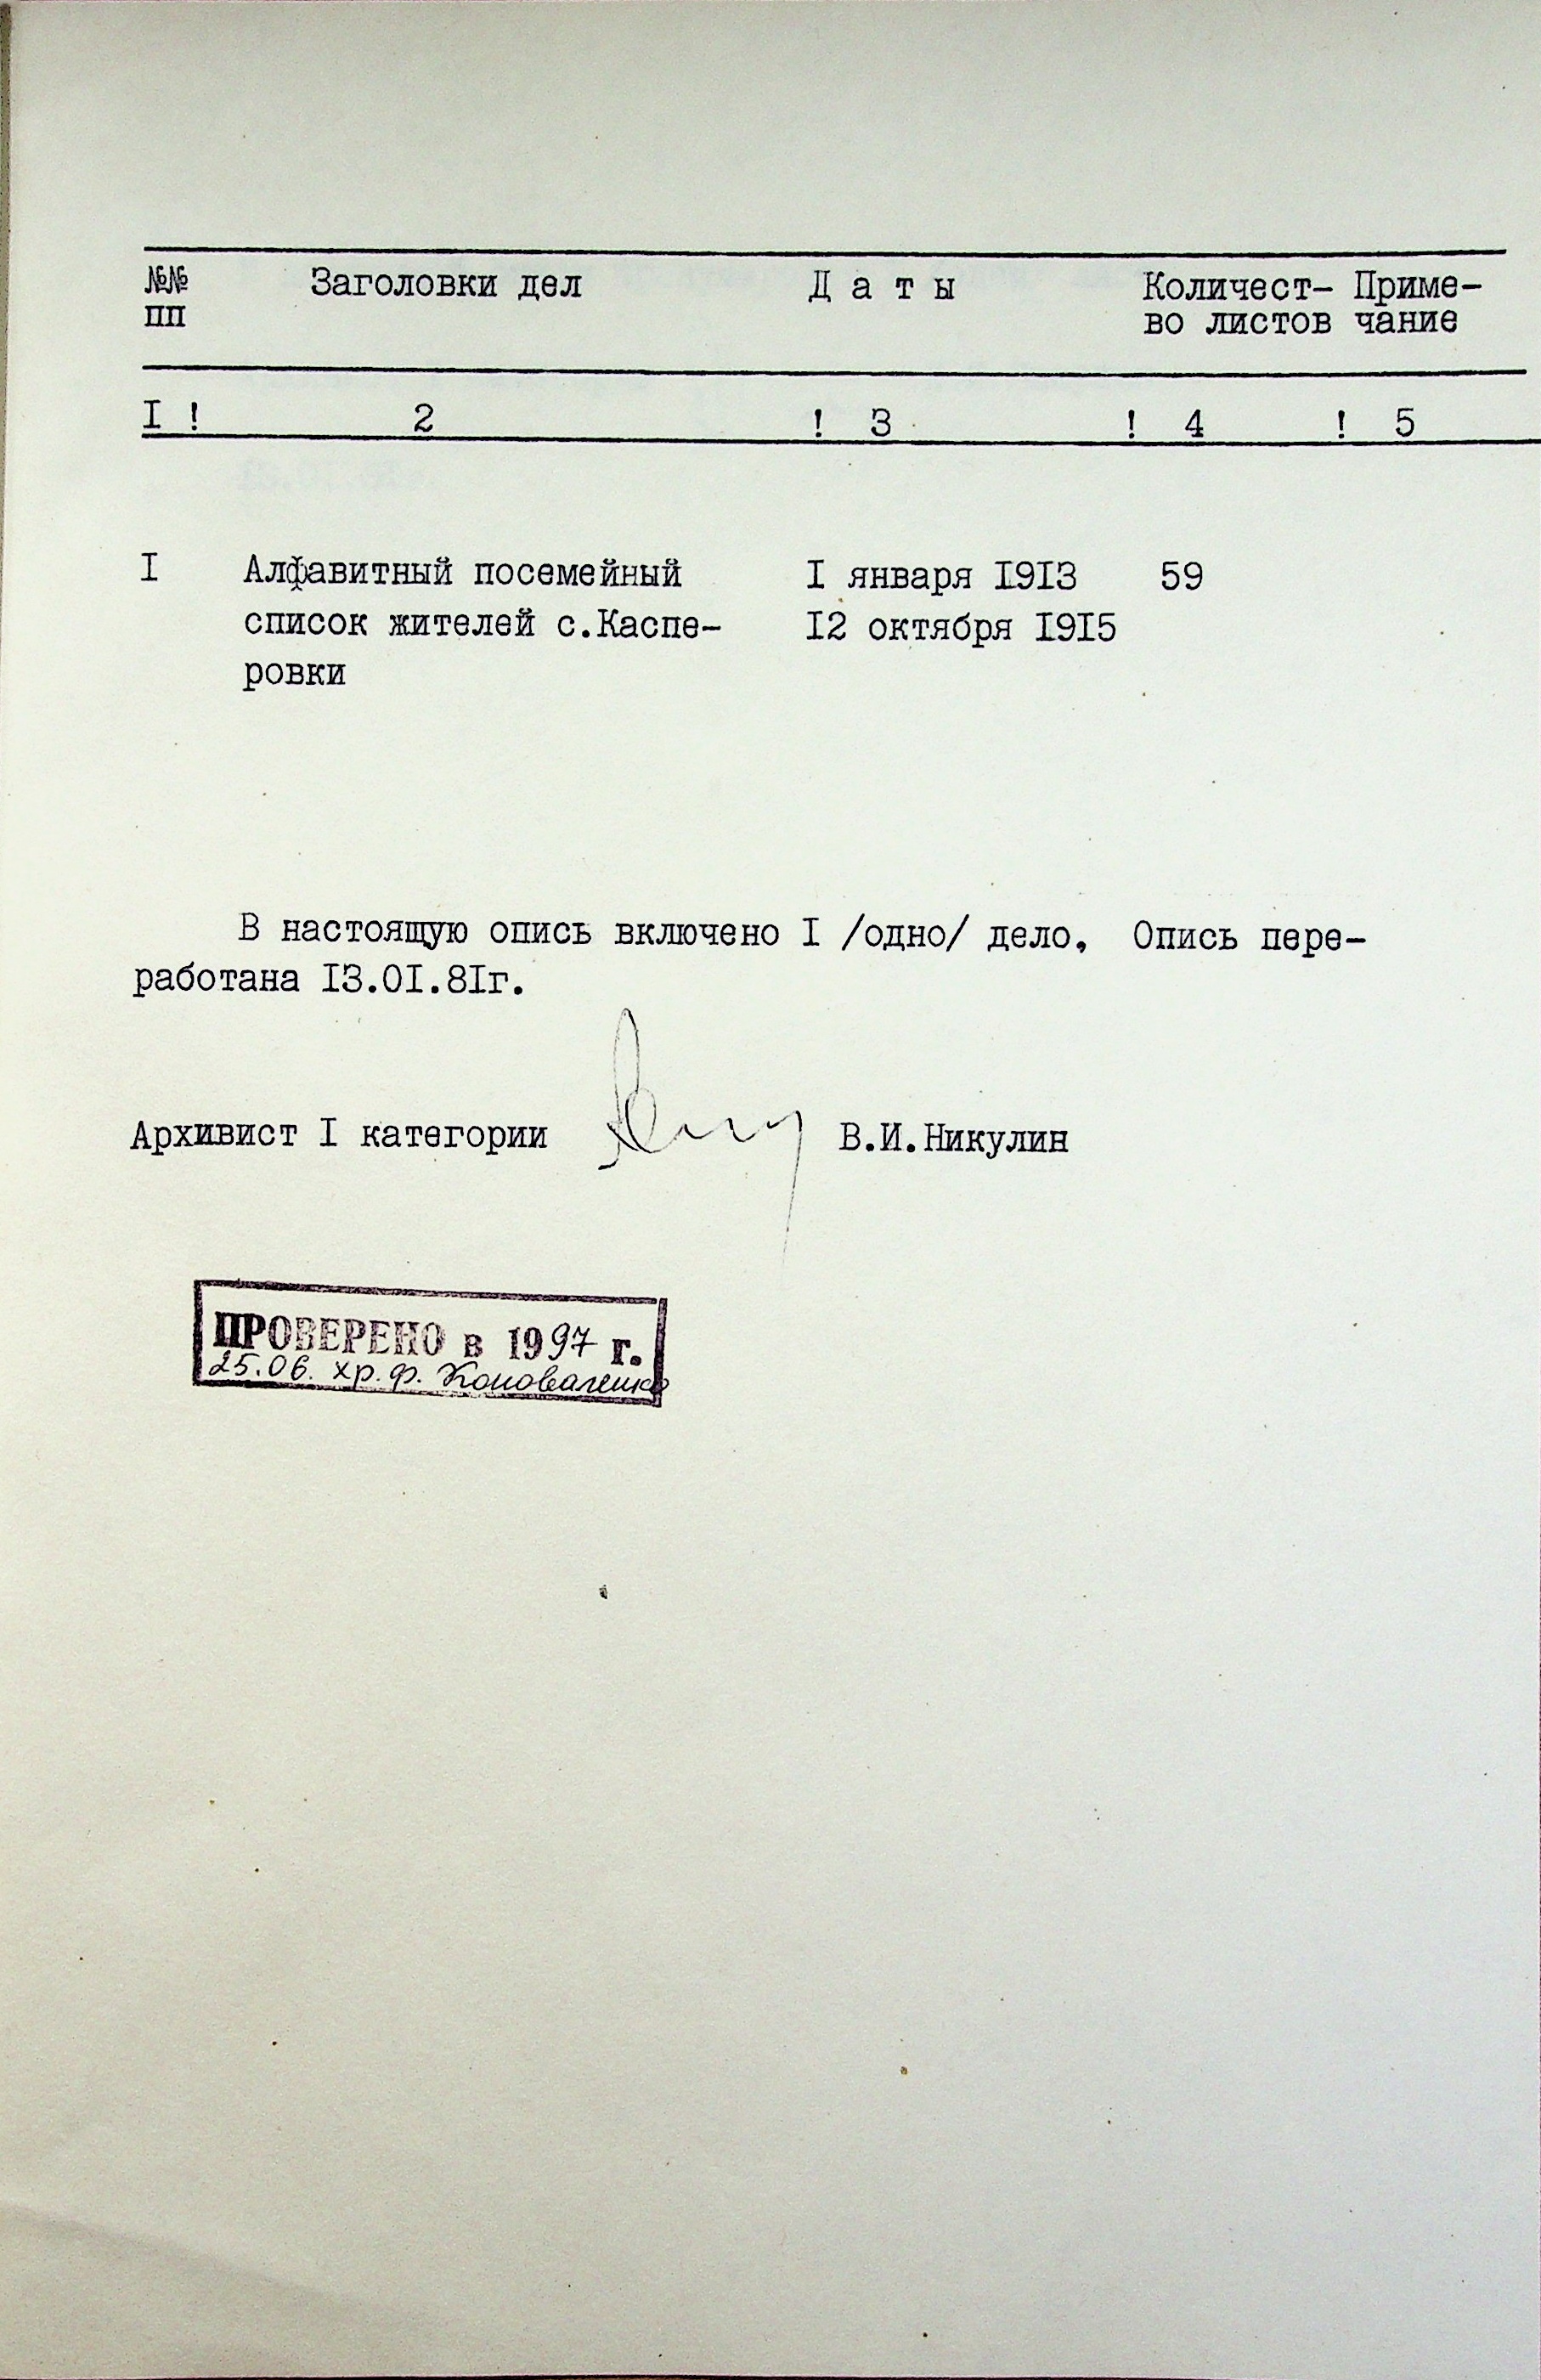 №№ Заголовки дел Д а т ы Количест- Приме-
пп во листов чание
I ! 2 ! 3 ! 4 ! 5
I Алфавитный посемейный I января I9I3 59
список жителей с.Каспе- I2 октября I9I5
ровки
В настоящую опись включено I /одно/ дело, Опись пере-
работана I3.0I.8Iг.
Архивист I категории В.И.Никулин
ПРОВЕРЕНО в 1997 г.
25.06. хр. ф. Коноваленко